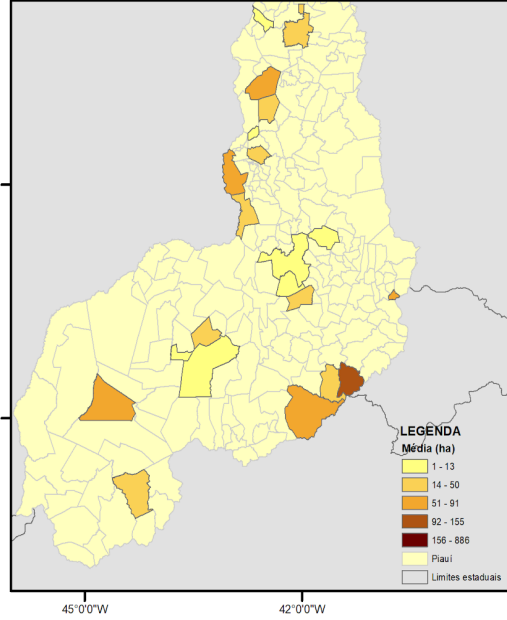 LEGENDA
Média (ha)
1 - 13
14 - 50
51 - 91
92 - 155
156 - 886
Piauí
Limites estaduais
45°0'0"W 42°0'0"W